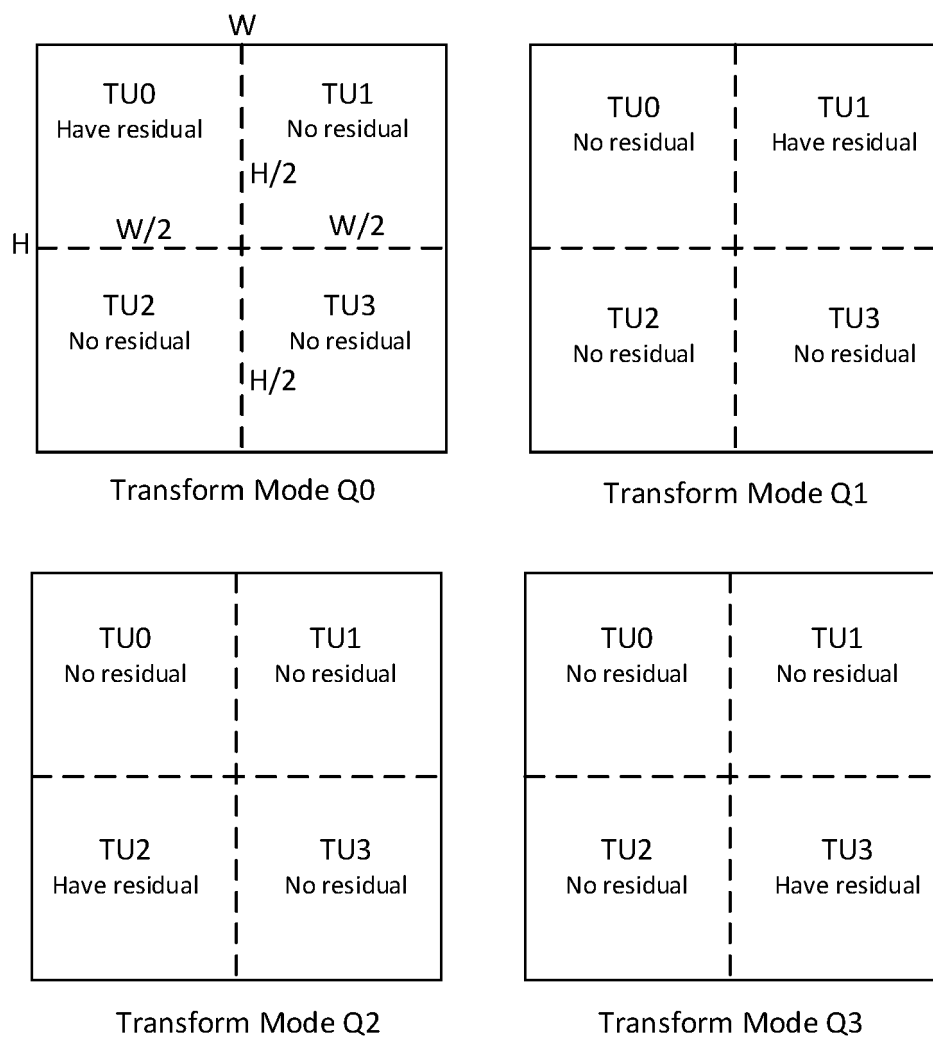 W
TU0
Have residual
TU1
No residual
H/2
H
W/2
W/2
TU2
No residual
TU3
No residual
H/2
Transform Mode Q0
TU0
No residual
TU1
Have residual
TU2
No residual
TU3
No residual
Transform Mode Q1
TU0
No residual
TU1
No residual
TU2
Have residual
TU3
No residual
Transform Mode Q2
TU0
No residual
TU1
No residual
TU2
No residual
TU3
Have residual
Transform Mode Q3